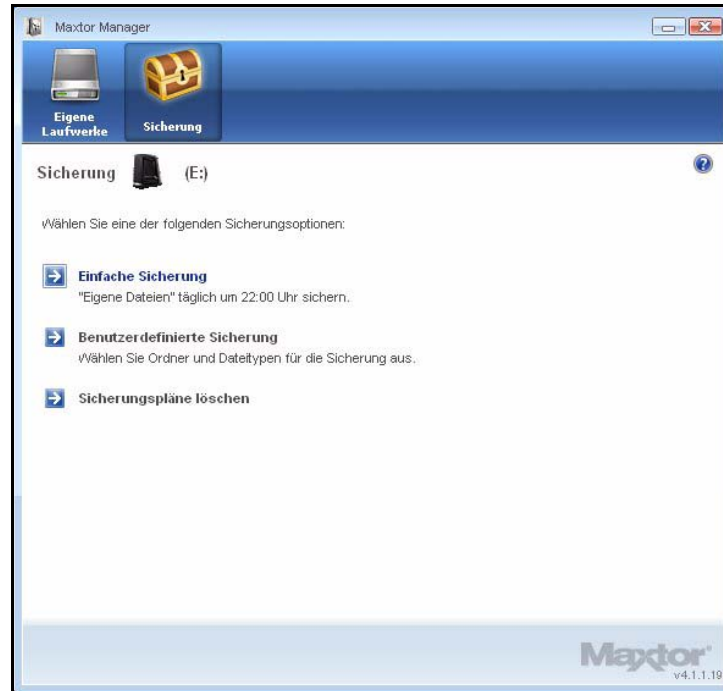 Maxtor Manager
Eigene
Laufwerke
Sicherung
Sicherung (E:)
Wählen Sie eine der folgenden Sicherungsoptionen:
Einfache Sicherung
"Eigene Dateien" täglich um 22:00 Uhr sichern.
Benutzerdefinierte Sicherung
Wählen Sie Ordner und Dateitypen für die Sicherung aus.
Sicherungspläne löschen
Maxtor
v4.1.1.19